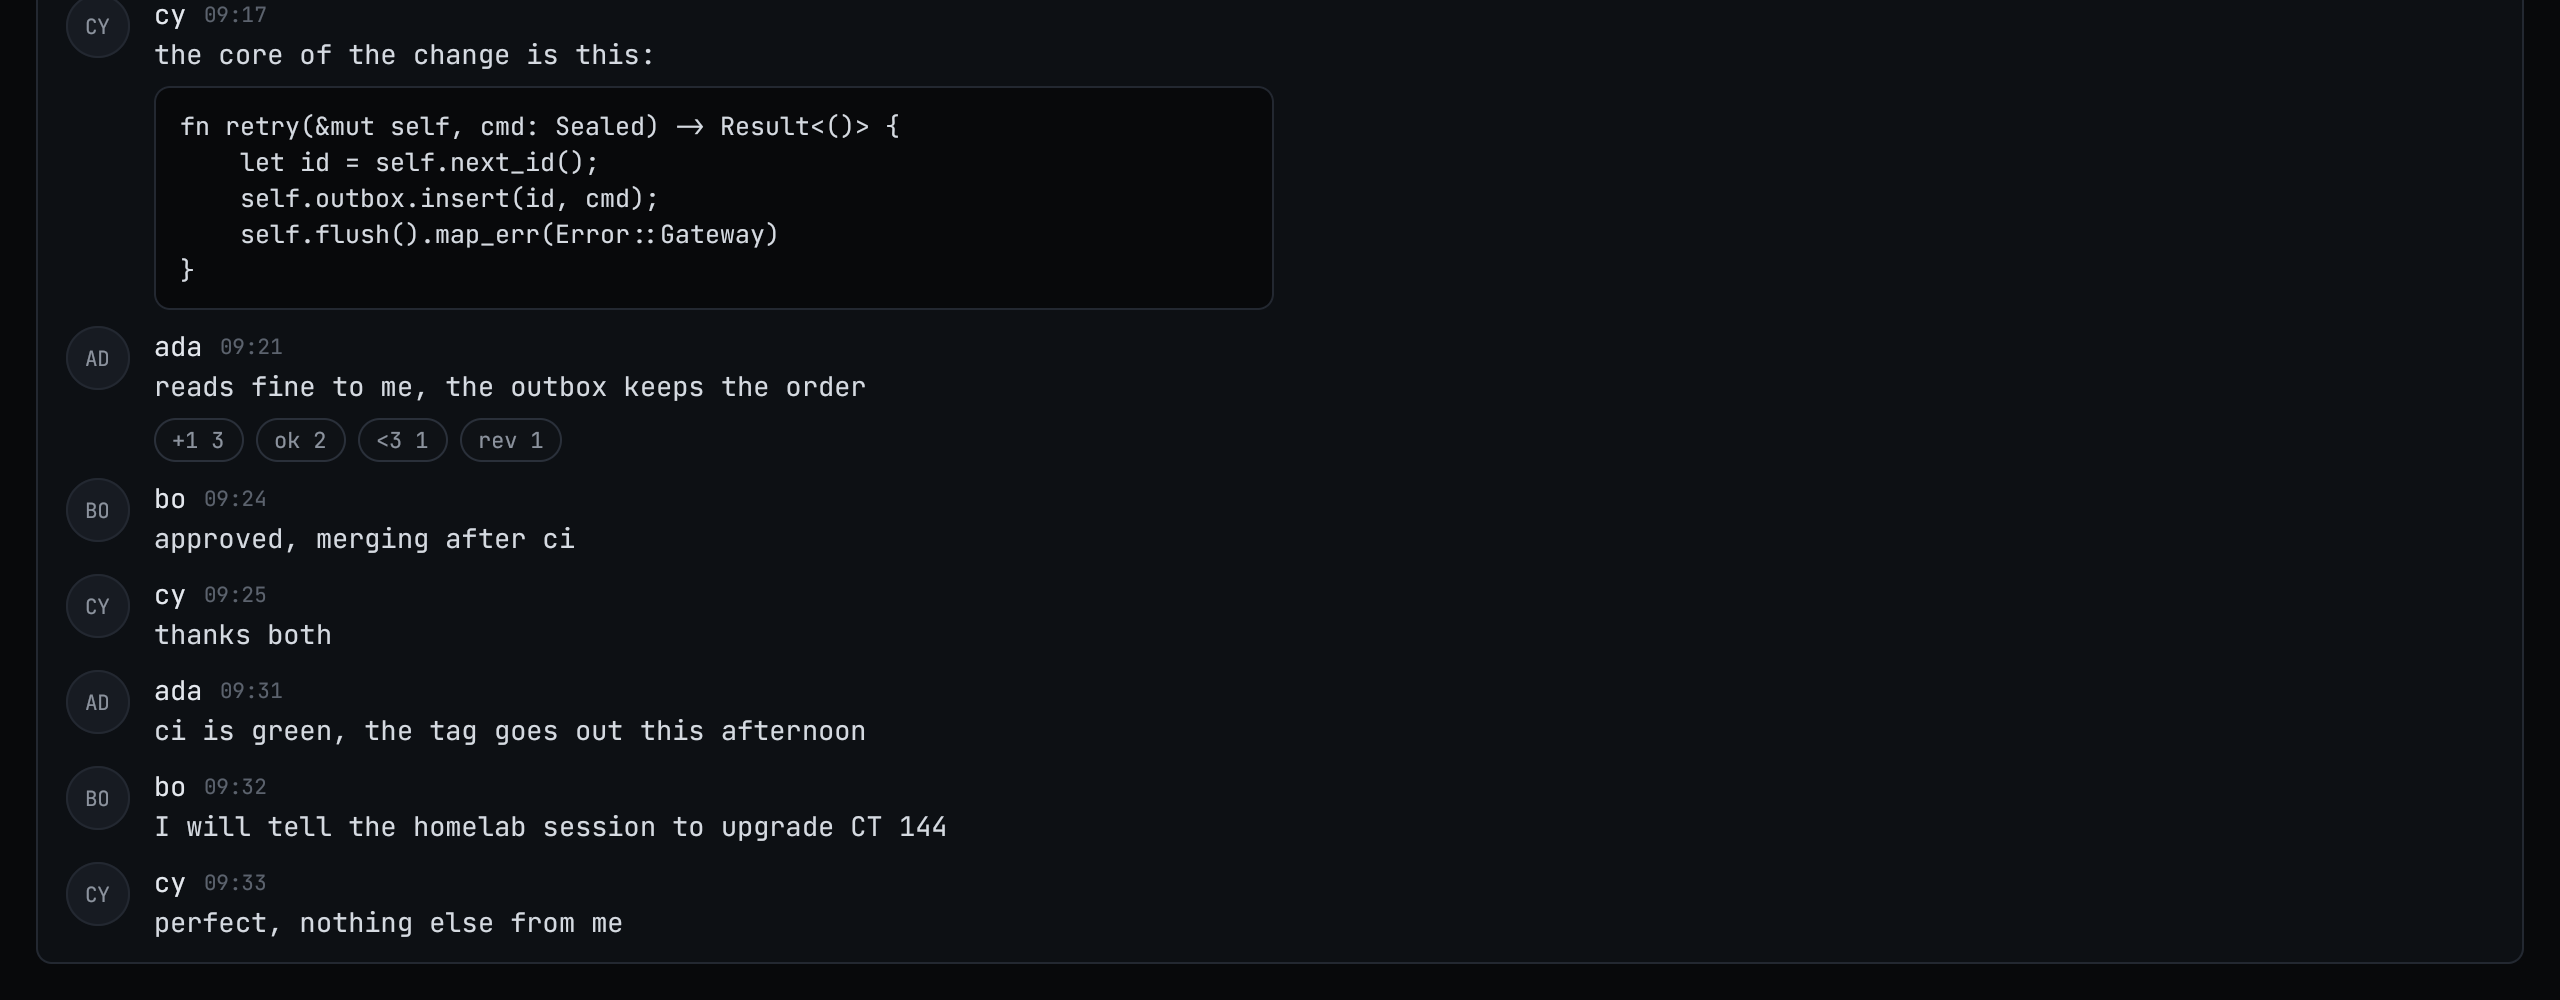 CY
cy 09:17
the core of the change is this:
fn retry(&mut self, cmd: Sealed) -> Result<()> {
    let id = self.next_id();
    self.outbox.insert(id, cmd);
    self.flush().map_err(Error::Gateway)
}
AD
ada 09:21
reads fine to me, the outbox keeps the order
+1 3 ok 2 <3 1 rev 1
BO
bo 09:24
approved, merging after ci
CY
cy 09:25
thanks both
AD
ada 09:31
ci is green, the tag goes out this afternoon
BO
bo 09:32
I will tell the homelab session to upgrade CT 144
CY
cy 09:33
perfect, nothing else from me